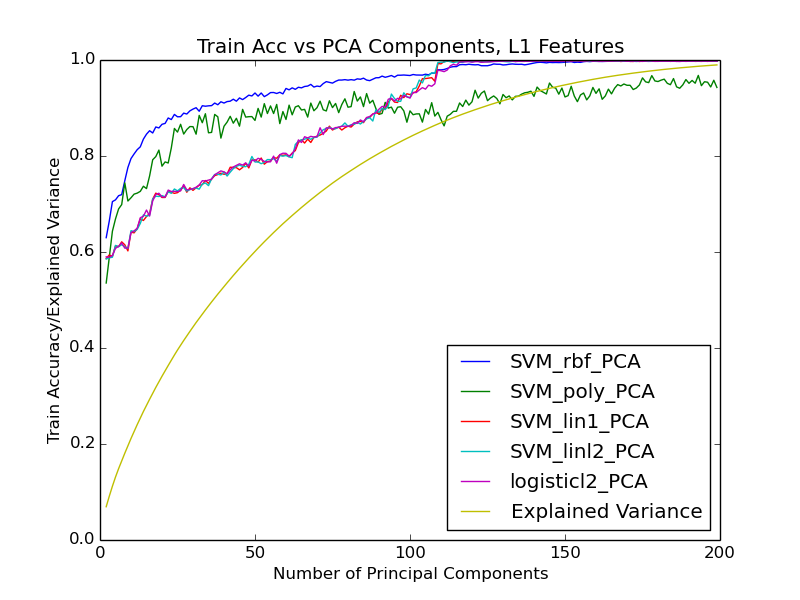 Train Acc vs PCA Components, L1 Features
1.0
0.8
0.6
0.4
0.2
0.0
Train Accuracy/Explained Variance
SVM_rbf_PCA
SVM_poly_PCA
SVM_lin1_PCA
SVM_linl2_PCA
logisticl2_PCA
Explained Variance
0 50 100 150 200
Number of Principal Components